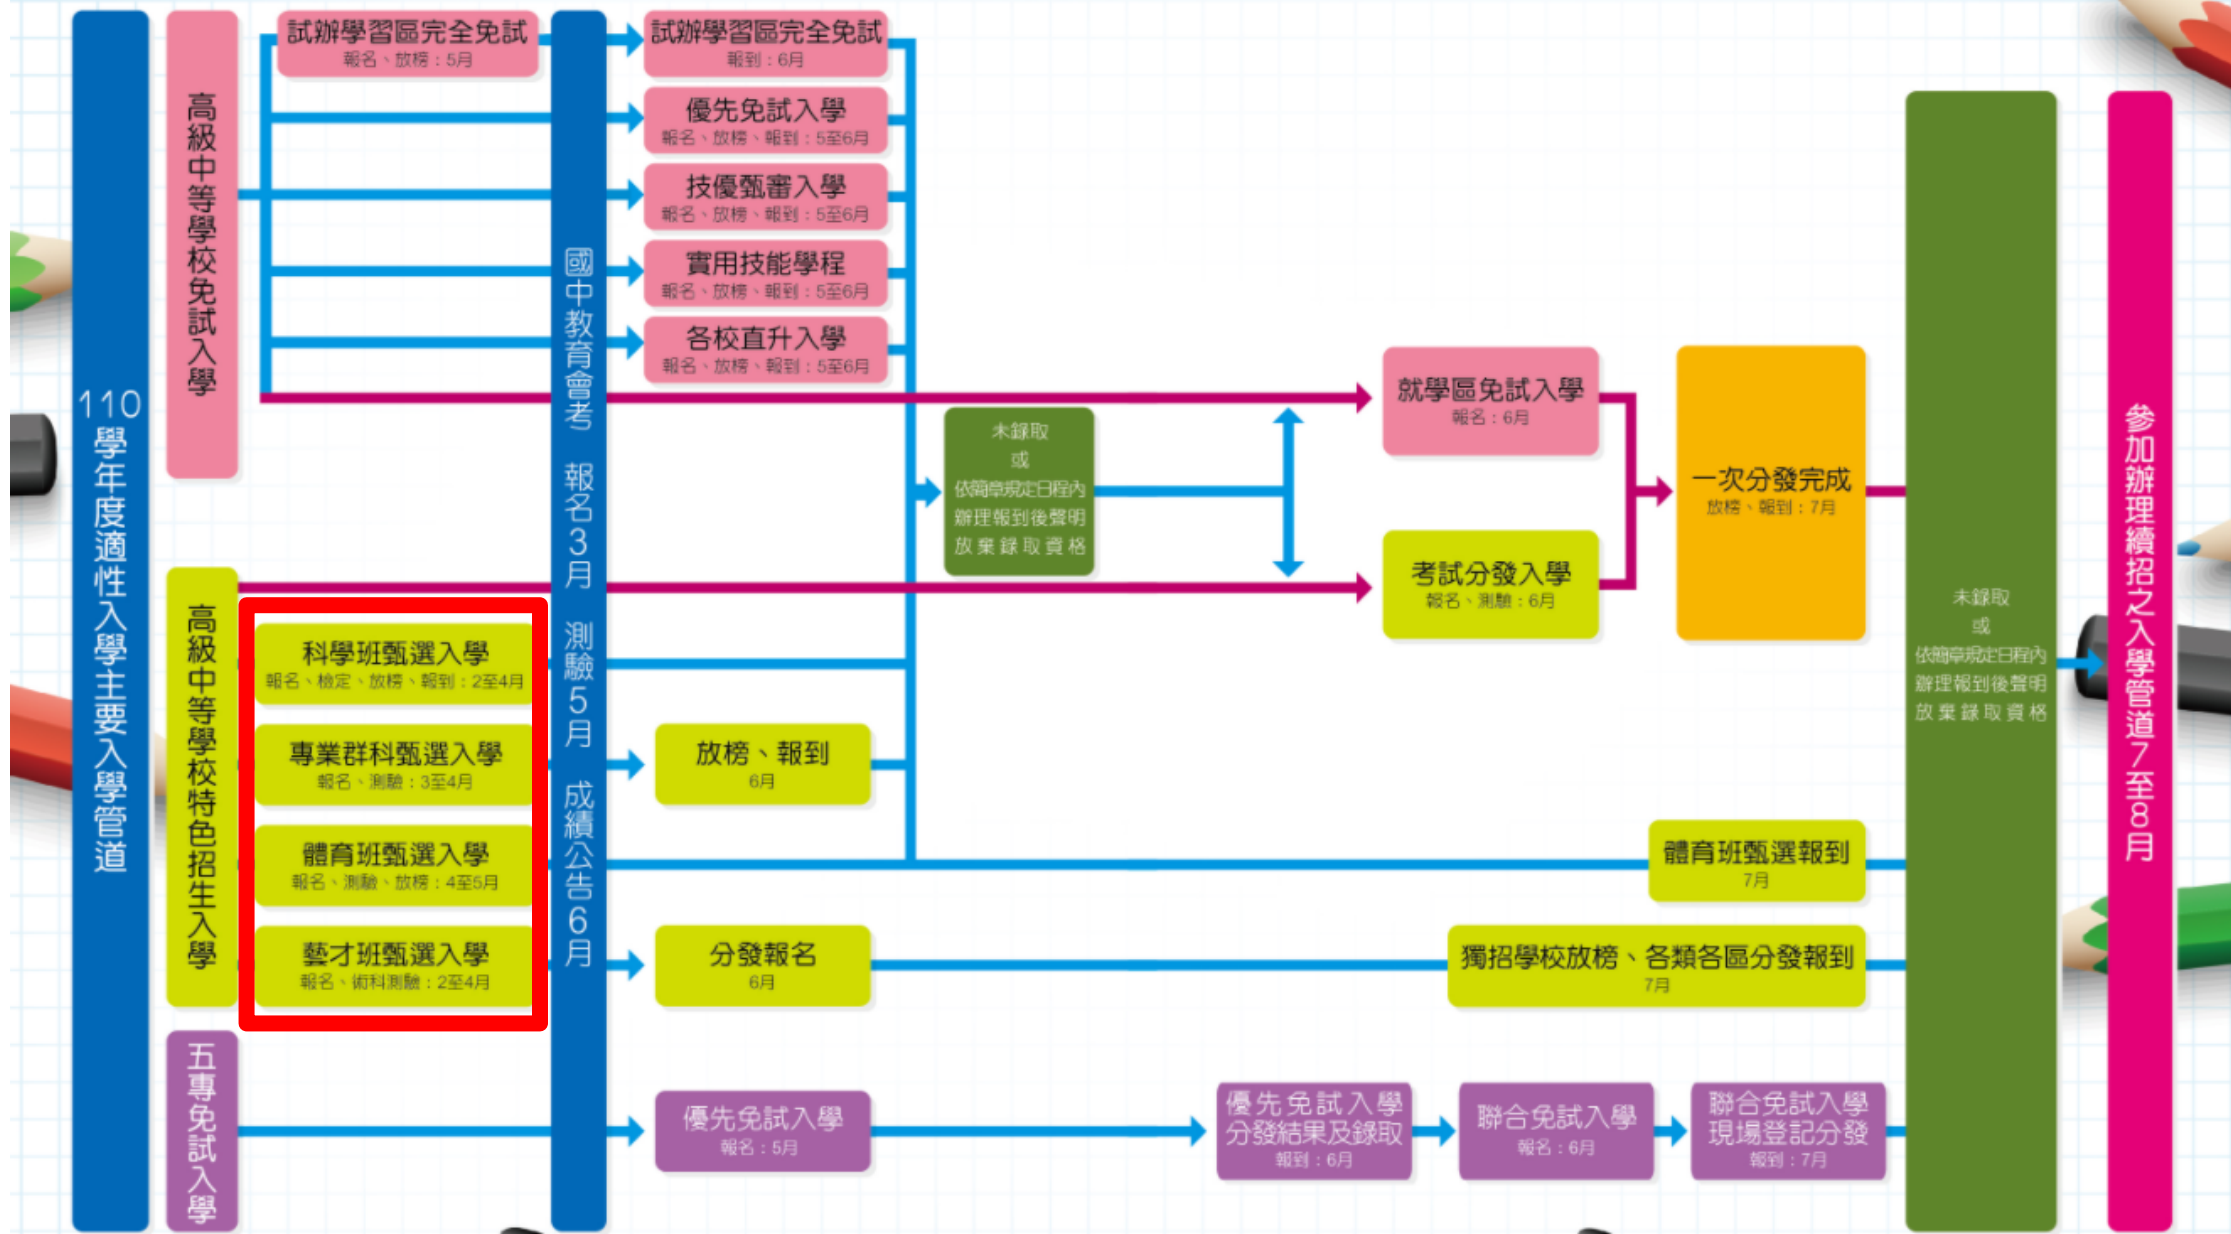 110學年度適性入學主要入學管道
高級中等學校免試入學
試辦學習區完全免試
報名、放榜：5月
國中教育會考 報名3月 測驗5月 成績公告6月
試辦學習區完全免試
報到：6月
優先免試入學
報名、放榜、報到：5至6月
技優甄審入學
報名、放榜、報到：5至6月
實用技能學程
報名、放榜、報到：5至6月
各校直升入學
報名、放榜、報到：5至6月
未錄取
或
依簡章規定日程內
辦理報到後聲明
放棄錄取資格
就學區免試入學
報名：6月
考試分發入學
報名、測驗：6月
一次分發完成
放榜、報到：7月
高級中等學校特色招生入學
科學班甄選入學
報名、檢定、放榜、報到：2至4月
專業群科甄選入學
報名、測驗：3至4月
放榜、報到
6月
體育班甄選入學
報名、測驗、放榜：4至5月
體育班甄選報到
7月
藝才班甄選入學
報名、術科測驗：2至4月
分發報名
6月
獨招學校放榜、各類各區分發報到
7月
五專免試入學
優先免試入學
報名：5月
優先免試入學
分發結果及錄取
報到：6月
聯合免試入學
報名：6月
聯合免試入學
現場登記分發
報到：7月
未錄取
或
依簡章規定日程內
辦理報到後聲明
放棄錄取資格
參加辦理續招之入學管道7至8月